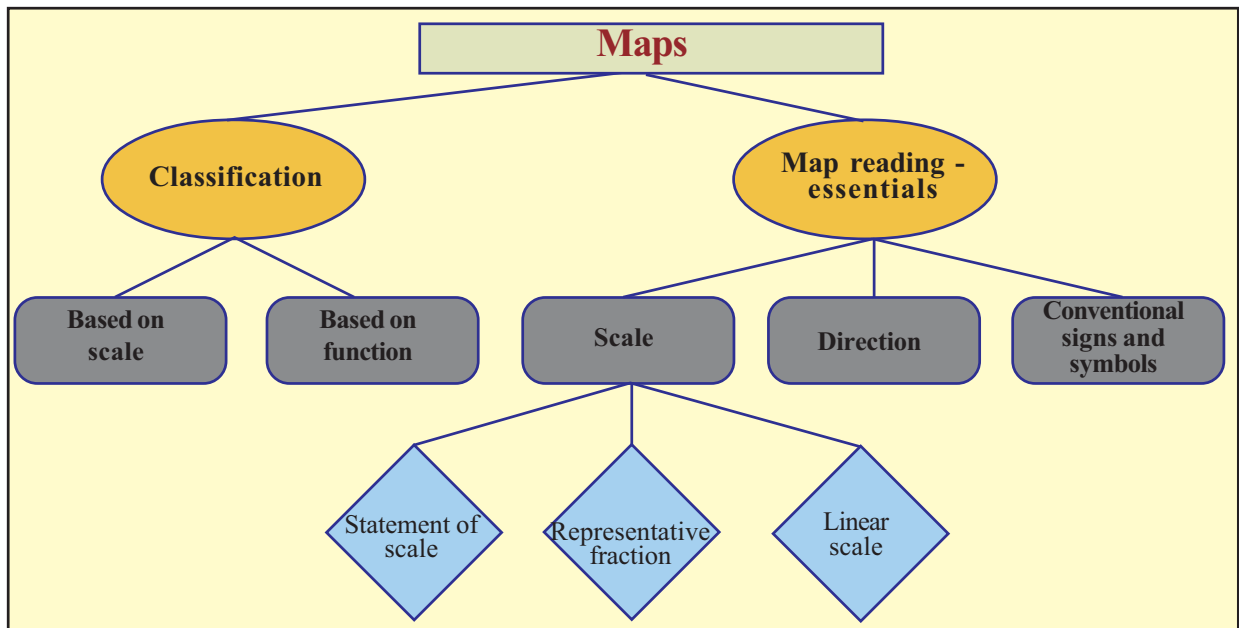 Maps
Classification
Map reading -
essentials
Based on
scale
Based on
function
Scale
Direction
Conventional
signs and
symbols
Statement of
scale
Representative
fraction
Linear
scale